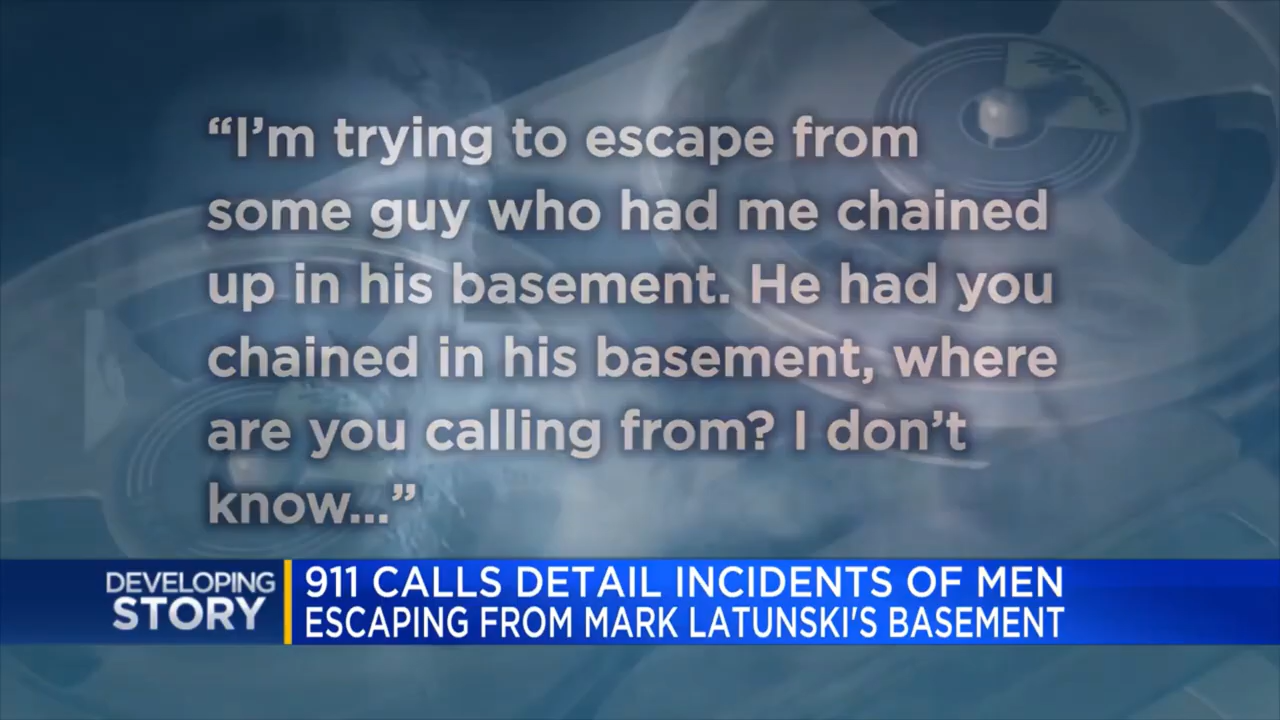 “I’m trying to escape from
some guy who had me chained
up in his basement. He had you
chained in his basement, where
are you calling from? I don’t
know...”
DEVELOPING
STORY
911 CALLS DETAIL INCIDENTS OF MEN
ESCAPING FROM MARK LATUNSKI'S BASEMENT